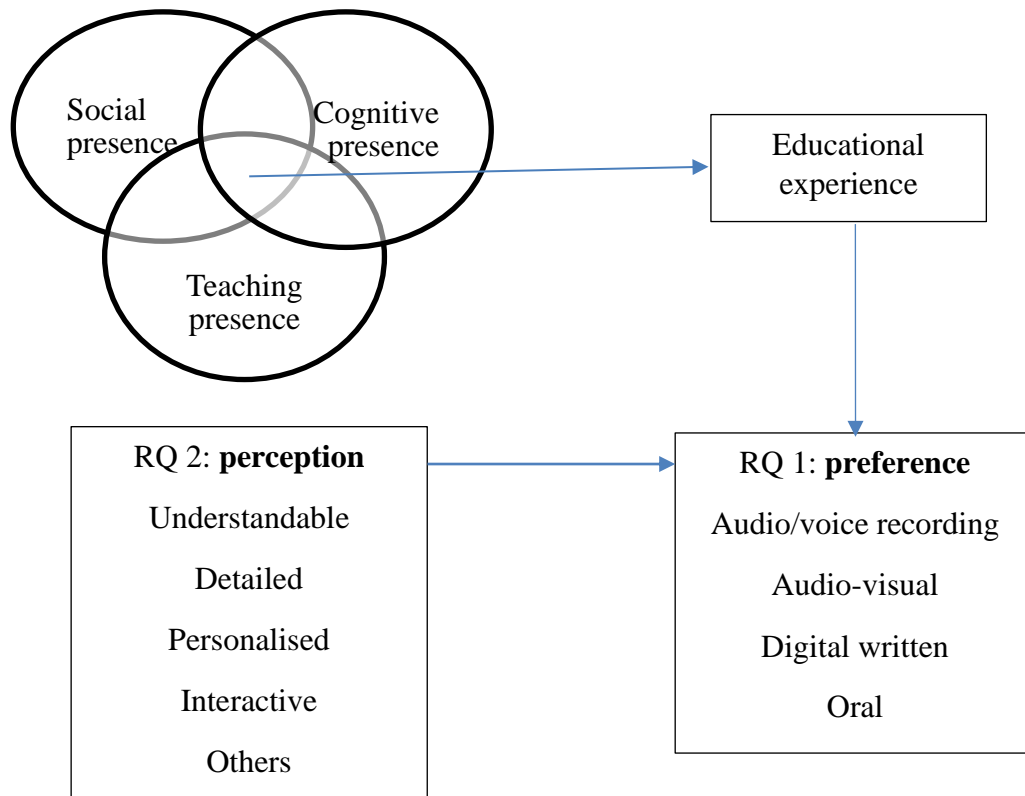 Social
presence
Cognitive
presence
Teaching
presence
Educational
experience
RQ 2: perception
Understandable
Detailed
Personalised
Interactive
Others
RQ 1: preference
Audio/voice recording
Audio-visual
Digital written
Oral